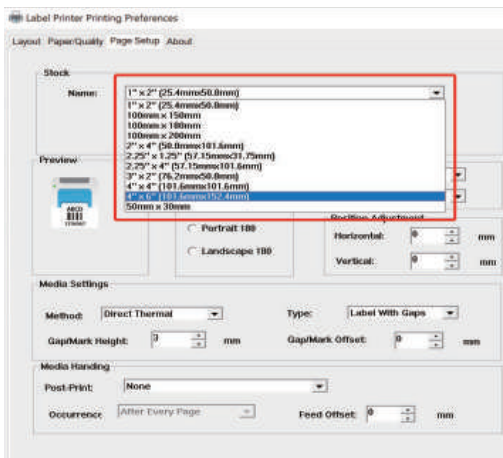 Label Printer Printing Preferences
Layout Paper/Quality Page Setup About
Stock
Name:
1" x 2" (25.4mmx50.8mm)
1" x 2" (25.4mmx50.8mm)
100mm x 150mm
100mm x 180mm
100mm x 200mm
2" x 4" (50.8mmx101.6mm)
2.25" x 1.25" (57.15mmx31.75mm)
2.25" x 4" (57.15mmx101.6mm)
3" x 2" (76.2mmx50.8mm)
4" x 4" (101.6mmx101.6mm)
4" x 6" (101.6mmx152.4mm)
50mm x 30mm
Preview
ABCD
Portrait 180
Landscape 180
Position Adjustment
Horizontal: 0 mm
Vertical: 0 mm
Media Settings
Method: Direct Thermal Type: Label With Gaps
Gap/Mark Height: 3 mm Gap/Mark Offset: 0 mm
Media Handing
Post-Print: None
Occurrence After Every Page Feed Offset: 0 mm